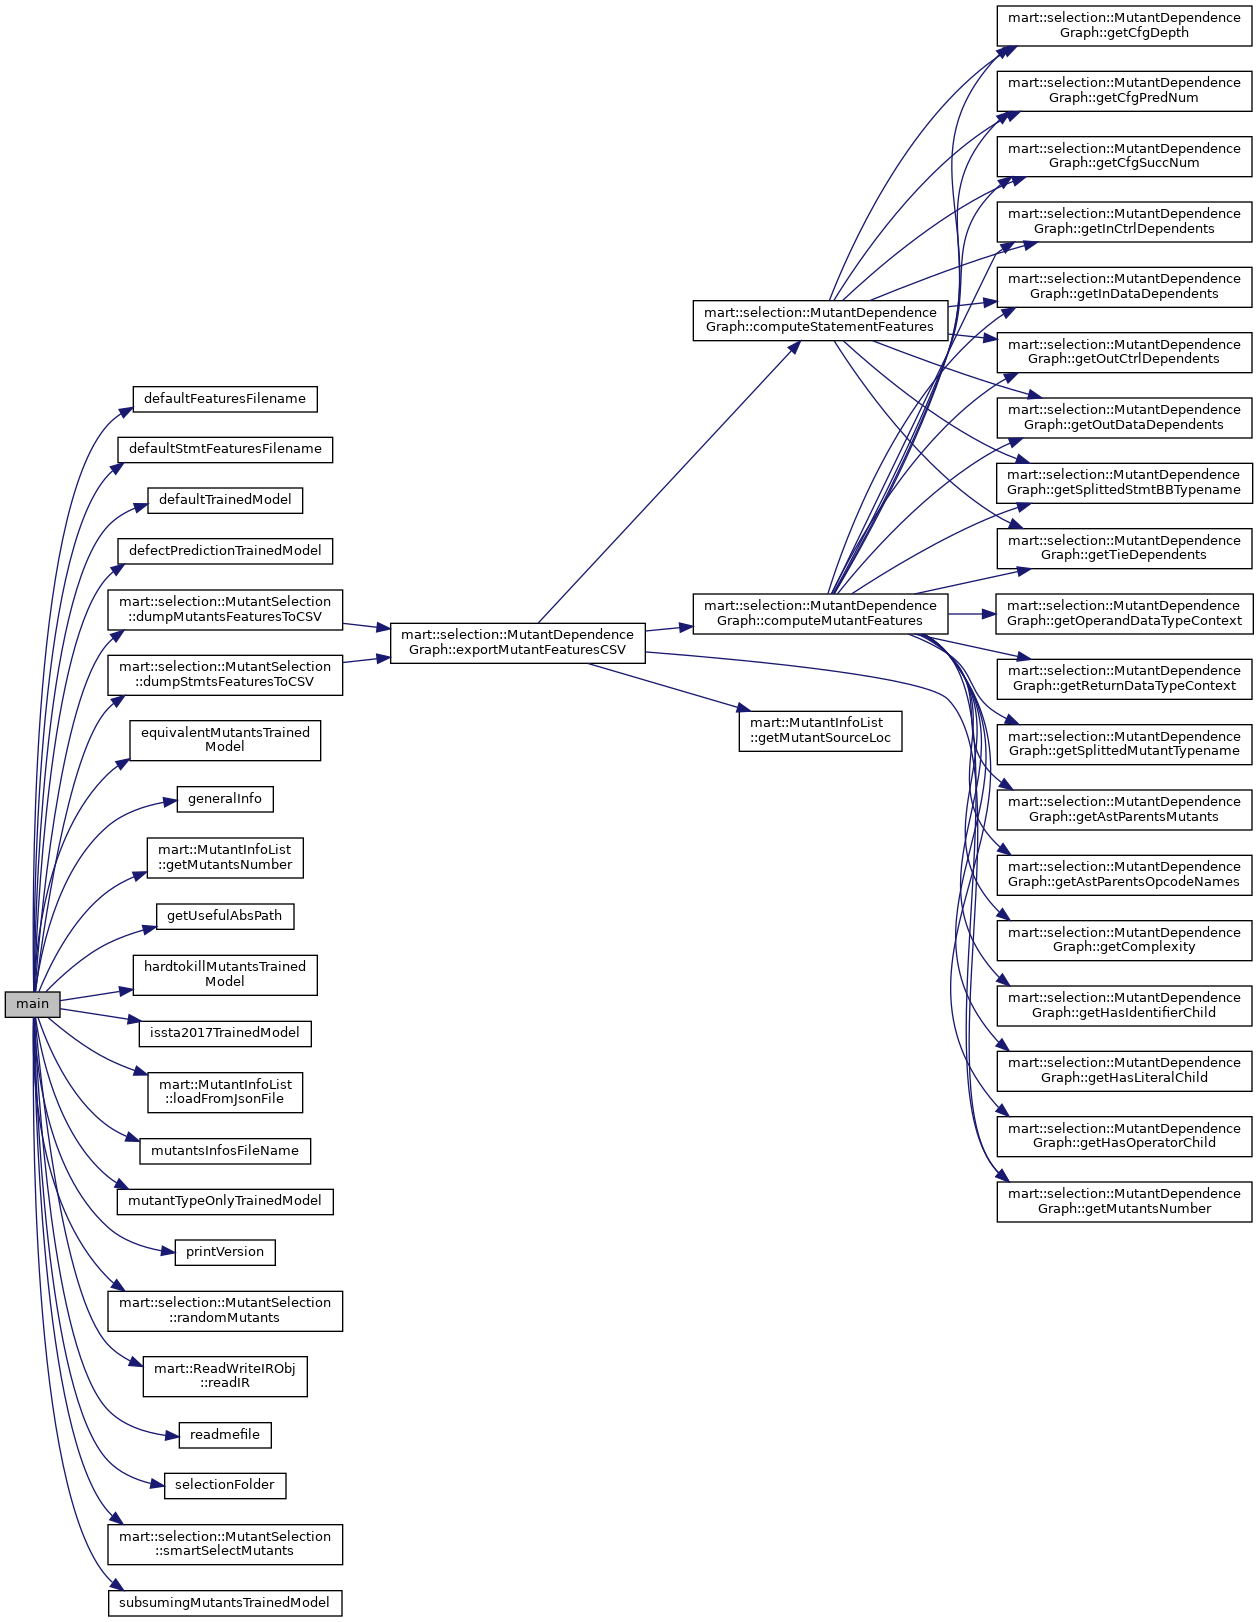 main
defaultFeaturesFilename
defaultStmtFeaturesFilename
defaultTrainedModel
defectPredictionTrainedModel
mart::selection::MutantSelection
::dumpMutantsFeaturesToCSV
mart::selection::MutantSelection
::dumpStmtsFeaturesToCSV
equivalentMutantsTrained
Model
generalInfo
mart::MutantInfoList
::getMutantsNumber
getUsefulAbsPath
hardtokillMutantsTrained
Model
issta2017TrainedModel
mart::MutantInfoList
::loadFromJsonFile
mutantsInfosFileName
mutantTypeOnlyTrainedModel
printVersion
mart::selection::MutantSelection
::randomMutants
mart::ReadWriteIRObj
::readIR
readmefile
selectionFolder
mart::selection::MutantSelection
::smartSelectMutants
subsumingMutantsTrainedModel
mart::selection::MutantDependence
Graph::exportMutantFeaturesCSV
mart::selection::MutantDependence
Graph::computeStatementFeatures
mart::selection::MutantDependence
Graph::computeMutantFeatures
mart::MutantInfoList
::getMutantSourceLoc
mart::selection::MutantDependence
Graph::getCfgDepth
mart::selection::MutantDependence
Graph::getCfgPredNum
mart::selection::MutantDependence
Graph::getCfgSuccNum
mart::selection::MutantDependence
Graph::getInCtrlDependents
mart::selection::MutantDependence
Graph::getInDataDependents
mart::selection::MutantDependence
Graph::getOutCtrlDependents
mart::selection::MutantDependence
Graph::getOutDataDependents
mart::selection::MutantDependence
Graph::getSplittedStmtBBTypename
mart::selection::MutantDependence
Graph::getTieDependents
mart::selection::MutantDependence
Graph::getOperandDataTypeContext
mart::selection::MutantDependence
Graph::getReturnDataTypeContext
mart::selection::MutantDependence
Graph::getSplittedMutantTypename
mart::selection::MutantDependence
Graph::getAstParentsMutants
mart::selection::MutantDependence
Graph::getAstParentsOpcodeNames
mart::selection::MutantDependence
Graph::getComplexity
mart::selection::MutantDependence
Graph::getHasIdentifierChild
mart::selection::MutantDependence
Graph::getHasLiteralChild
mart::selection::MutantDependence
Graph::getHasOperatorChild
mart::selection::MutantDependence
Graph::getMutantsNumber